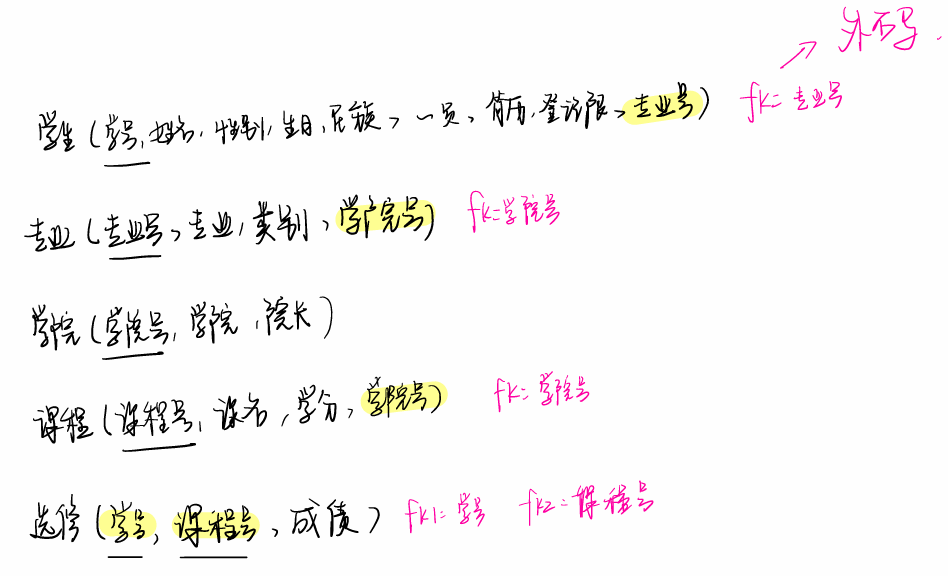 外码
学生(学号,姓名,性别,生日,民族,一员,简历,登记照,专业号) fk=专业号
专业(专业号,专业,类别,学院号) fk=学院号
学院(学院号,学院,院长)
课程(课程号,课名,学分,学院号) fk=学院号
选修(学号,课程号,成绩) fk1=学号 fk2=课程号